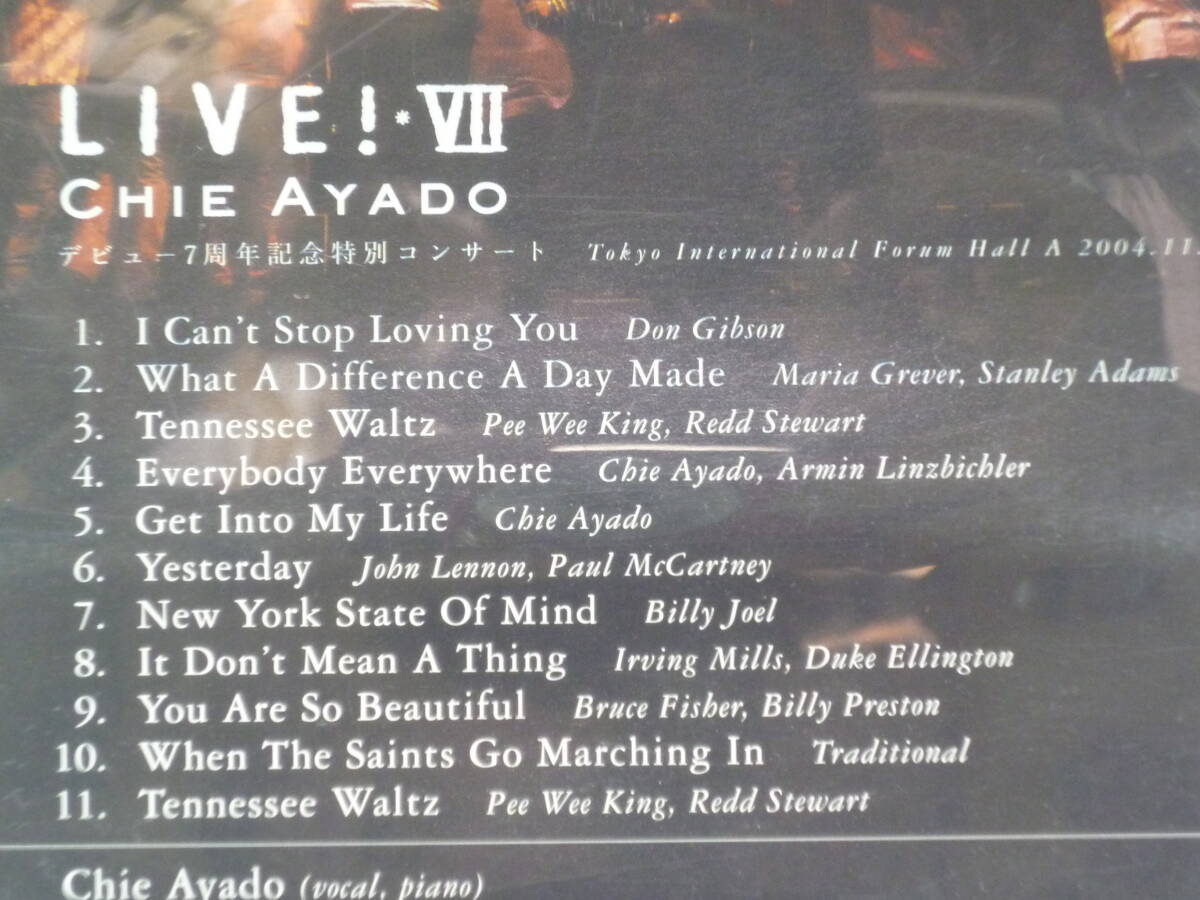 LIVE!*VII
CHIE AYADO
デビュー7周年記念特別コンサート Tokyo International Forum Hall A 2004.11.
1. I Can't Stop Loving You Don Gibson
2. What A Difference A Day Made Maria Grever, Stanley Adams
3. Tennessee Waltz Pee Wee King, Redd Stewart
4. Everybody Everywhere Chie Ayado, Armin Linzbichler
5. Get Into My Life Chie Ayado
6. Yesterday John Lennon, Paul McCartney
7. New York State Of Mind Billy Joel
8. It Don't Mean A Thing Irving Mills, Duke Ellington
9. You Are So Beautiful Bruce Fisher, Billy Preston
10. When The Saints Go Marching In Traditional
11. Tennessee Waltz Pee Wee King, Redd Stewart
Chie Ayado (vocal, piano)